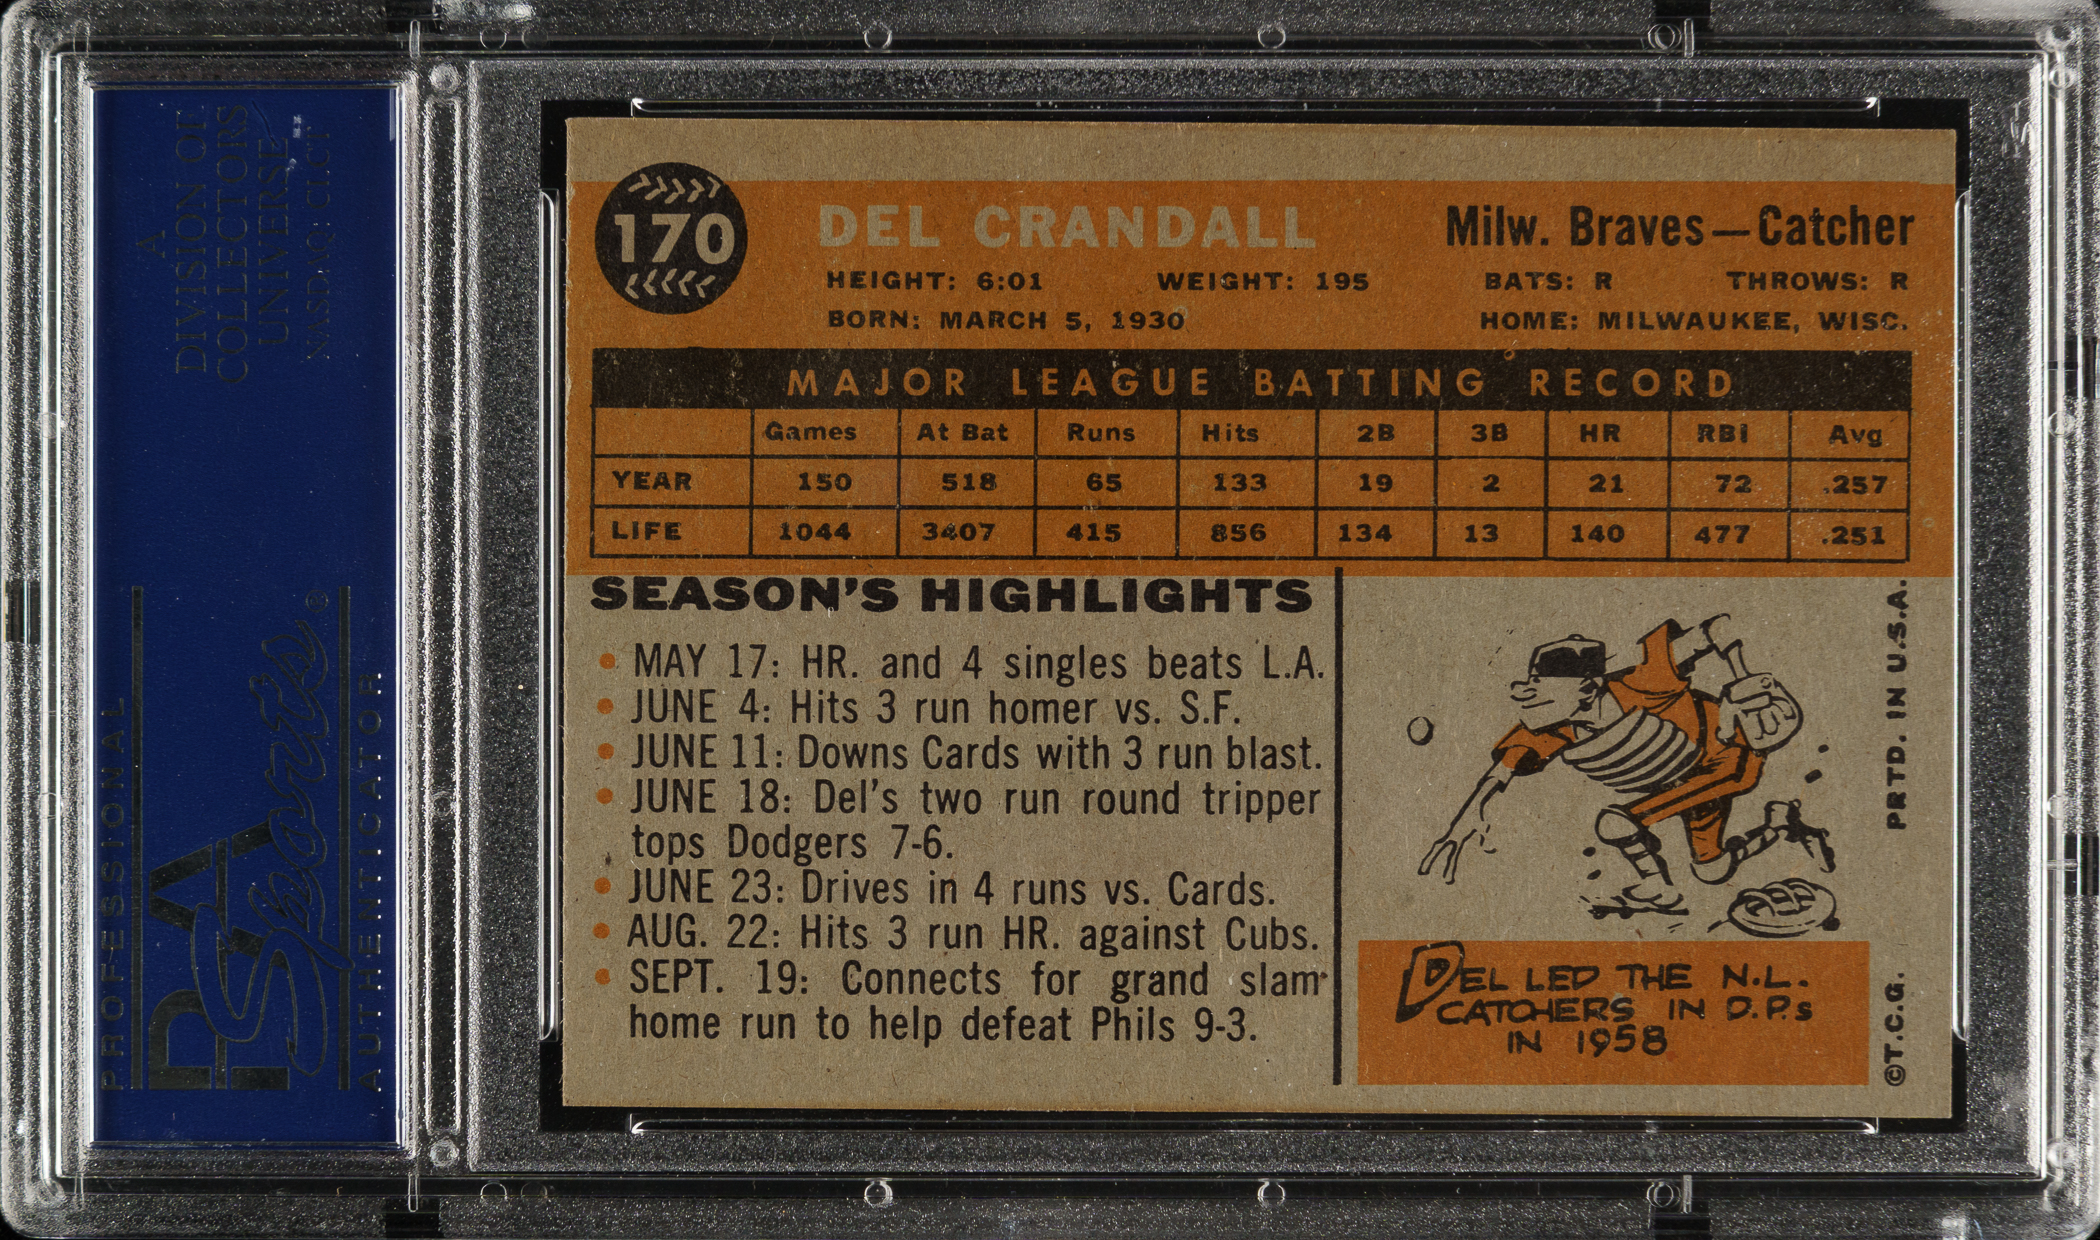 A
DIVISION OF
COLLECTORS
UNIVERSE
NASDAQ: CLCT
PROFESSIONAL
PSA
Sports®
AUTHENTICATOR
170
DEL CRANDALL
Milw. Braves—Catcher
HEIGHT: 6:01 WEIGHT: 195 BATS: R THROWS: R
BORN: MARCH 5, 1930 HOME: MILWAUKEE, WISC.
MAJOR LEAGUE BATTING RECORD
Games At Bat Runs Hits 2B 3B HR RBI Avg
YEAR 150 518 65 133 19 2 21 72 .257
LIFE 1044 3407 415 856 134 13 140 477 .251
SEASON'S HIGHLIGHTS
• MAY 17: HR. and 4 singles beats L.A.
• JUNE 4: Hits 3 run homer vs. S.F.
• JUNE 11: Downs Cards with 3 run blast.
• JUNE 18: Del's two run round tripper
tops Dodgers 7-6.
• JUNE 23: Drives in 4 runs vs. Cards.
• AUG. 22: Hits 3 run HR. against Cubs.
• SEPT. 19: Connects for grand slam
home run to help defeat Phils 9-3.
DEL LED THE N.L.
CATCHERS IN D.P.s
IN 1958
©T.C.G. PRTD. IN U.S.A.